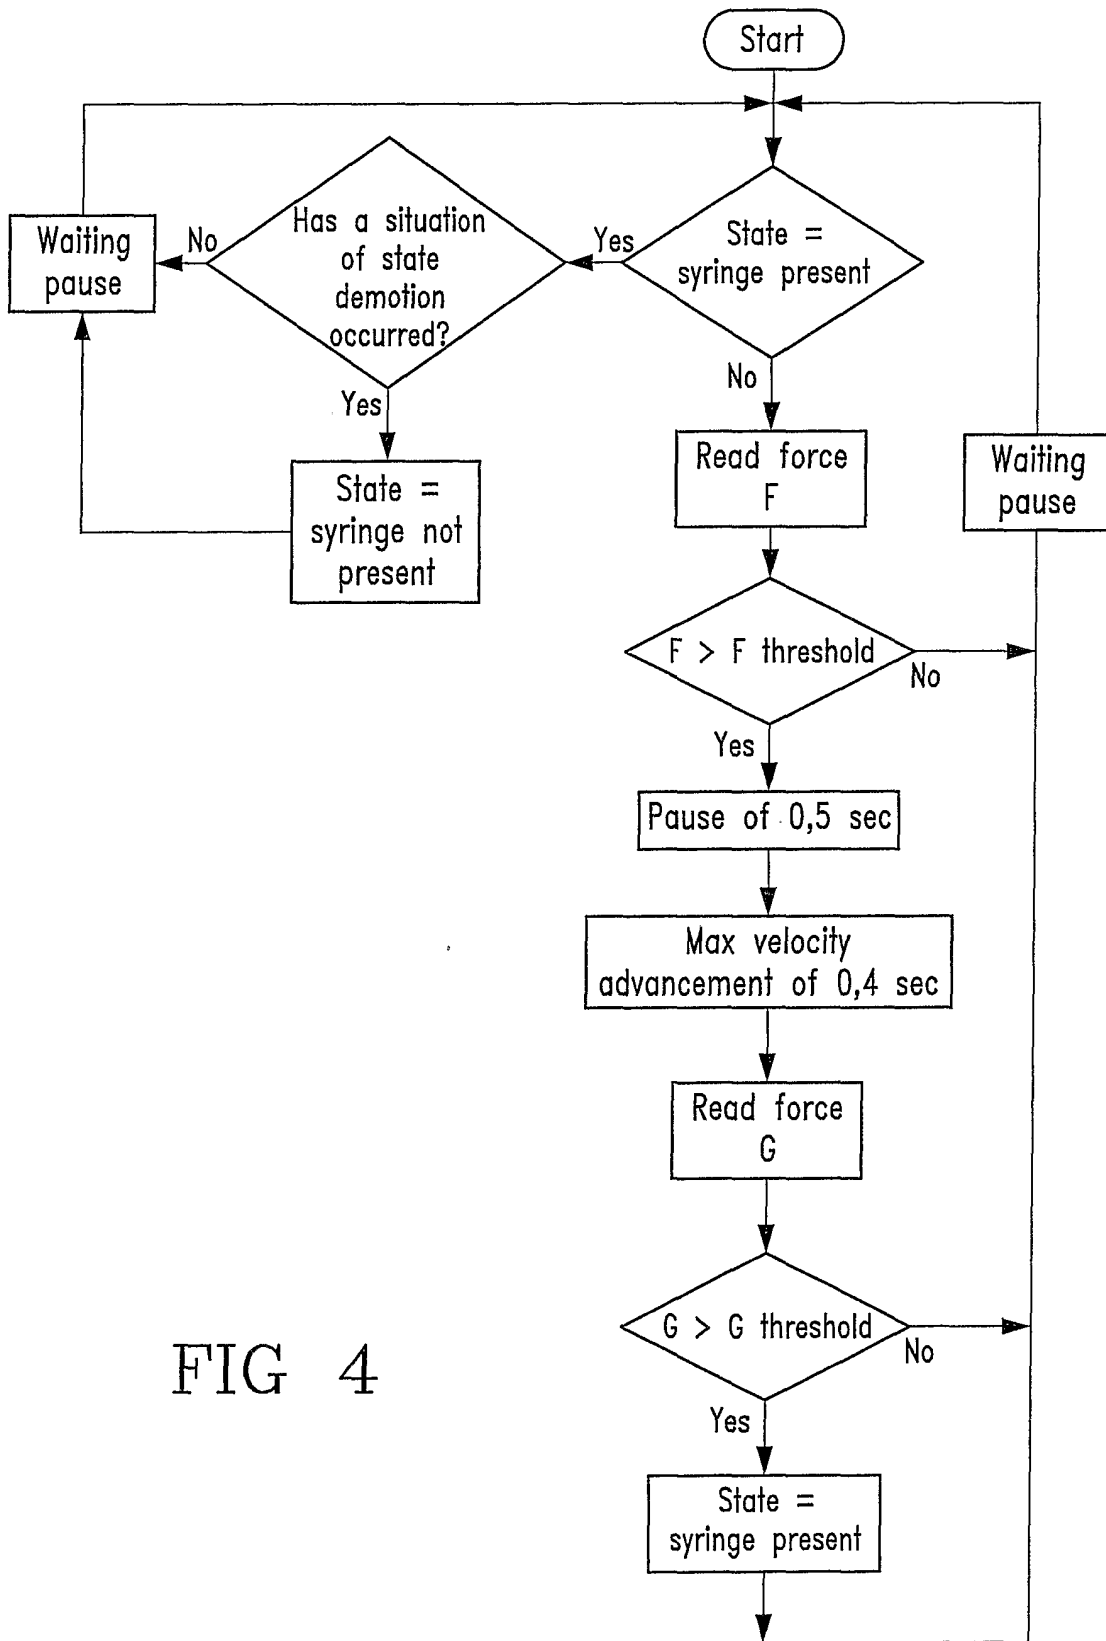 Start
State =
syringe present
Yes
No
Has a situation
of state
demotion
occurred?
No
Yes
Waiting
pause
State =
syringe not
present
Read force
F
Waiting
pause
F > F threshold
No
Yes
Pause of 0,5 sec
Max velocity
advancement of 0,4 sec
Read force
G
G > G threshold
No
Yes
State =
syringe present
FIG 4